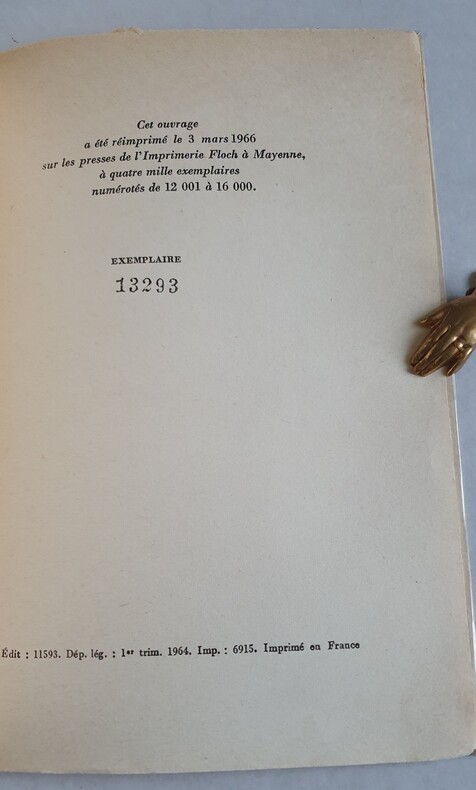 Cet ouvrage
a été réimprimé le 3 mars 1966
sur les presses de l'Imprimerie Floch à Mayenne,
à quatre mille exemplaires
numérotés de 12 001 à 16 000.
EXEMPLAIRE
13293
Édit : 11593. Dép. lég. : 1er trim. 1964. Imp. : 6915. Imprimé en France